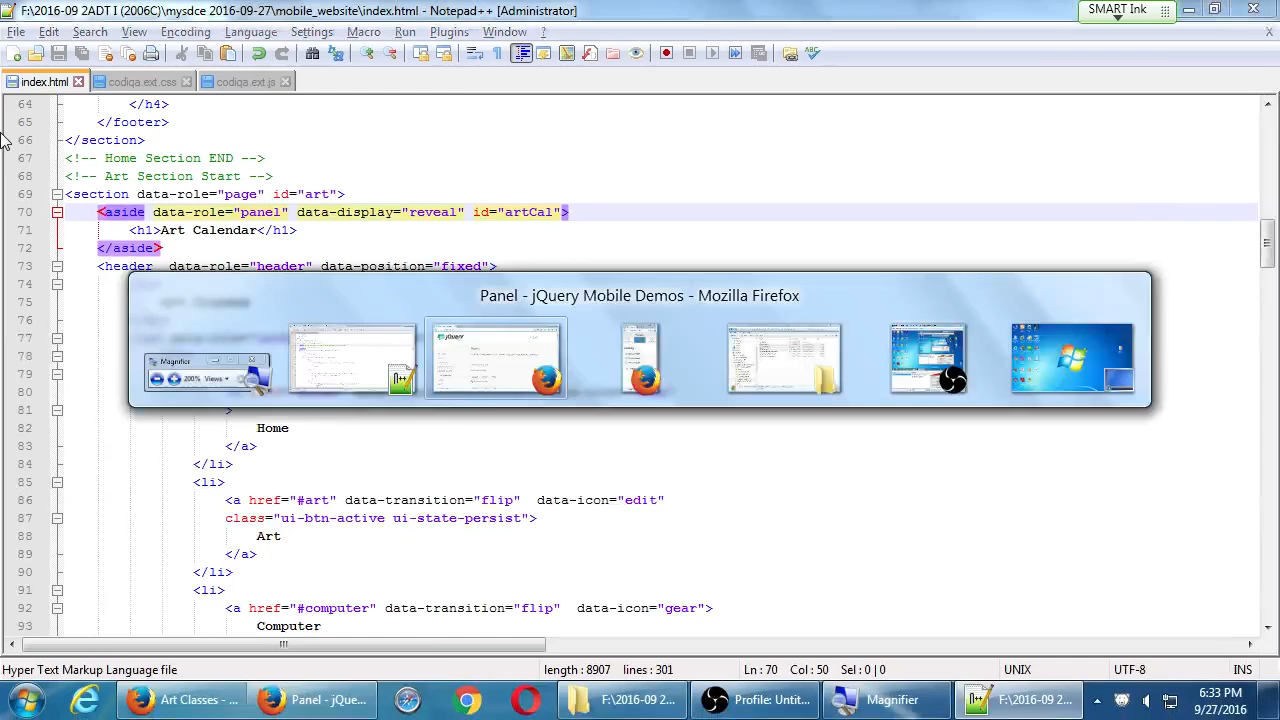 F:\2016-09 2ADT I (2006C)\mysdce 2016-09-27\mobile_website\index.html - Notepad++ [Administrator]
SMART Ink
File Edit Search View Encoding Language Settings Macro Run Plugins Window ? X
index.html codiqa.ext.css codiqa.ext.js
64 </h4>
65 </footer>
66 </section>
67 <!-- Home Section END -->
68 <!-- Art Section Start -->
69 <section data-role="page" id="art">
70 <aside data-role="panel" data-display="reveal" id="artCal">
71 <h1>Art Calendar</h1>
72 </aside>
73 <header data-role="header" data-position="fixed">
74
Panel - jQuery Mobile Demos - Mozilla Firefox
75
76
77
Magnifier
jQuery
78
200% Views
79
80
81 >
82 Home
83 </a>
84 </li>
85 <li>
86 <a href="#art" data-transition="flip" data-icon="edit"
87 class="ui-btn-active ui-state-persist">
88 Art
89 </a>
90 </li>
91 <li>
92 <a href="#computer" data-transition="flip" data-icon="gear">
93 Computer
Hyper Text Markup Language file length : 8907 lines : 301 Ln : 70 Col : 50 Sel : 0 | 0 UNIX UTF-8 INS
Art Classes - ... Panel - jQue... F:\2016-09 2... Profile: Untit... Magnifier F:\2016-09 2... 6:33 PM
9/27/2016